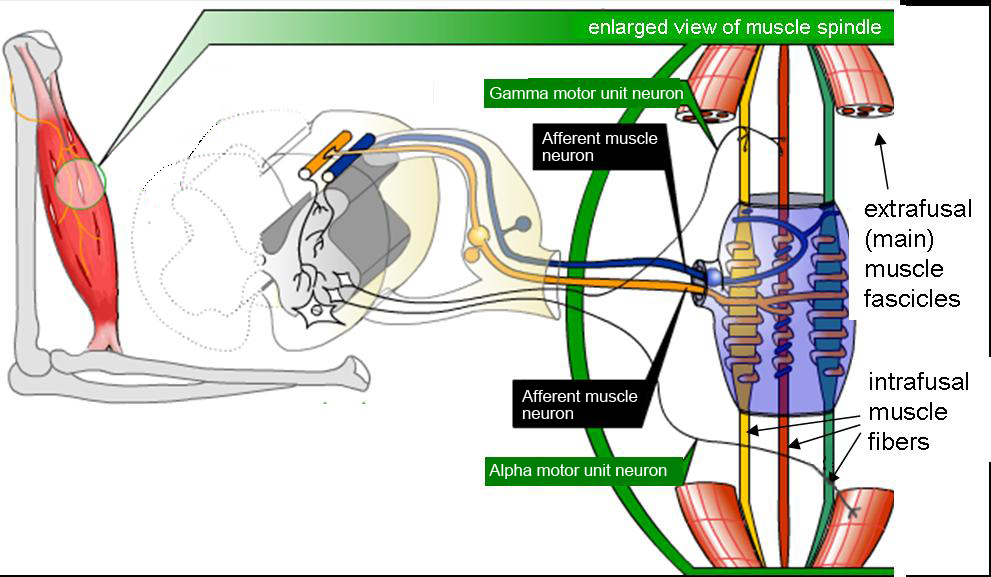 enlarged view of muscle spindle
Gamma motor unit neuron
Afferent muscle
neuron
extrafusal
(main)
muscle
fascicles
intrafusal
muscle
fibers
Afferent muscle
neuron
Alpha motor unit neuron